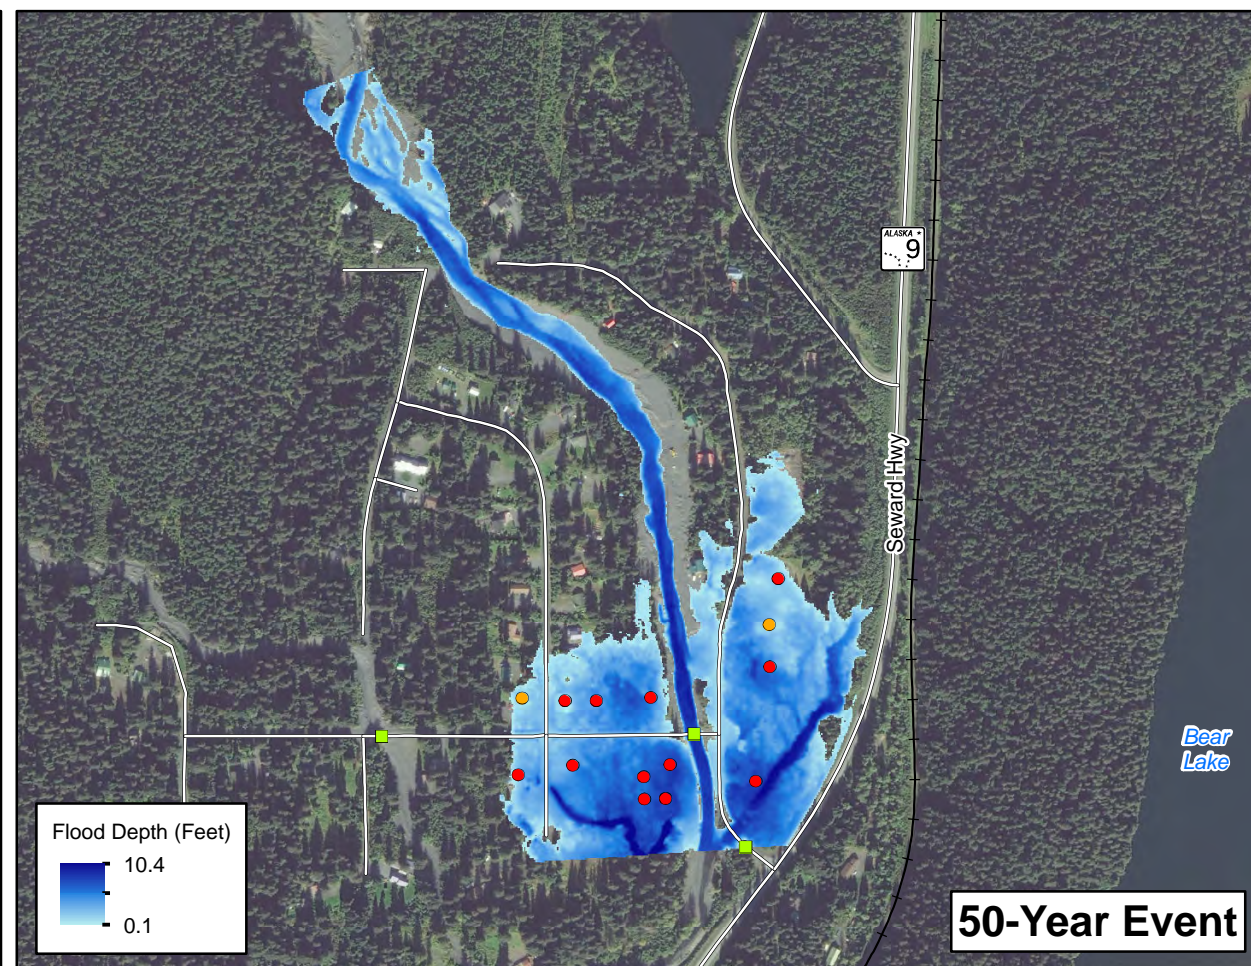 ALASKA
9
Seward Hwy
Bear
Lake
Flood Depth (Feet)
10.4
0.1
50-Year Event